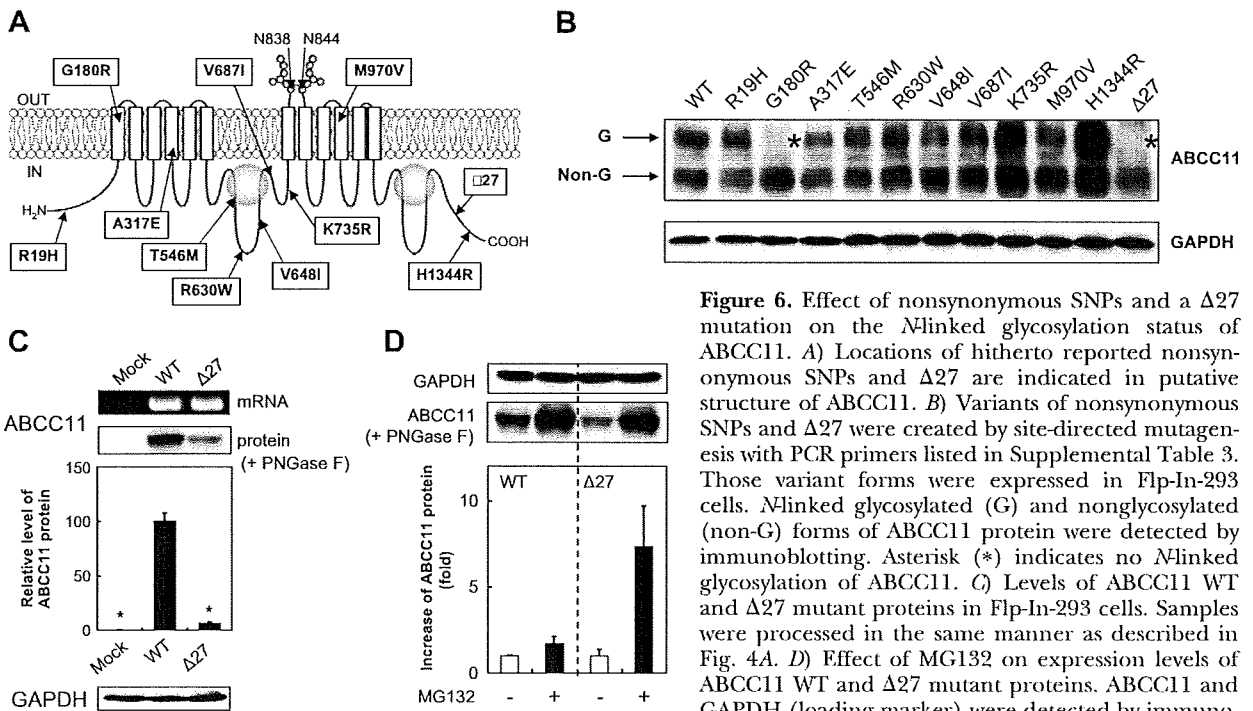 A
N838 N844
G180R
V687I
M970V
OUT
IN
H₂N
□27
A317E
K735R
COOH
R19H
T546M
V648I
H1344R
R630W
B
WT R19H G180R A317E T546M R630W V648I V687I K735R M970V H1344R Δ27
G
*
*
ABCC11
Non-G
GAPDH
C
Mock WT Δ27
mRNA
ABCC11
protein
(+ PNGase F)
Relative level of
ABCC11 protein
150
100
50
0
*
*
Mock WT Δ27
GAPDH
D
GAPDH
ABCC11
(+ PNGase F)
WT Δ27
Increase of ABCC11 protein
(fold)
10
5
0
MG132 - + - +
Figure 6. Effect of nonsynonymous SNPs and a Δ27
mutation on the N-linked glycosylation status of
ABCC11. A) Locations of hitherto reported nonsyn-
onymous SNPs and Δ27 are indicated in putative
structure of ABCC11. B) Variants of nonsynonymous
SNPs and Δ27 were created by site-directed mutagen-
esis with PCR primers listed in Supplemental Table 3.
Those variant forms were expressed in Flp-In-293
cells. N-linked glycosylated (G) and nonglycosylated
(non-G) forms of ABCC11 protein were detected by
immunoblotting. Asterisk (*) indicates no N-linked
glycosylation of ABCC11. C) Levels of ABCC11 WT
and Δ27 mutant proteins in Flp-In-293 cells. Samples
were processed in the same manner as described in
Fig. 4A. D) Effect of MG132 on expression levels of
ABCC11 WT and Δ27 mutant proteins. ABCC11 and
GAPDH (loading marker) were detected by immuno-